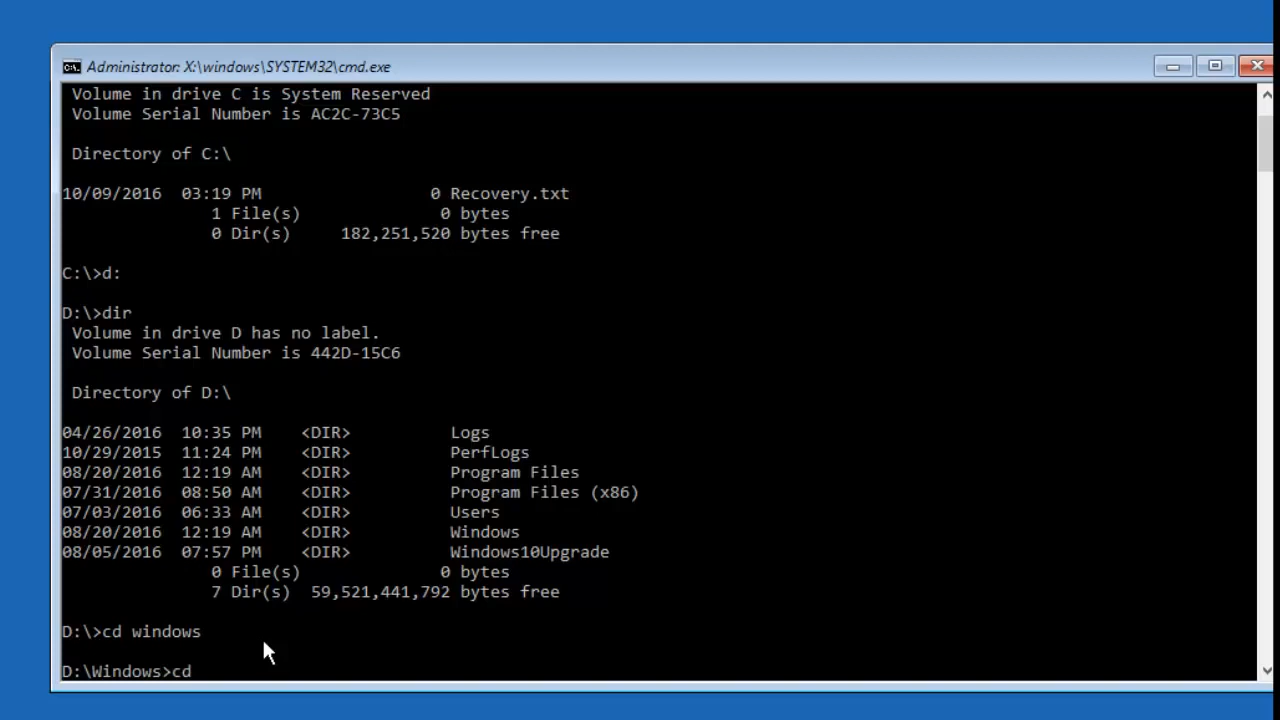 Administrator: X:\windows\SYSTEM32\cmd.exe
Volume in drive C is System Reserved
Volume Serial Number is AC2C-73C5
Directory of C:\
10/09/2016  03:19 PM                 0 Recovery.txt
1 File(s)              0 bytes
0 Dir(s)     182,251,520 bytes free
C:\>d:
D:\>dir
Volume in drive D has no label.
Volume Serial Number is 442D-15C6
Directory of D:\
04/26/2016  10:35 PM    <DIR>          Logs
10/29/2015  11:24 PM    <DIR>          PerfLogs
08/20/2016  12:19 AM    <DIR>          Program Files
07/31/2016  08:50 AM    <DIR>          Program Files (x86)
07/03/2016  06:33 AM    <DIR>          Users
08/20/2016  12:19 AM    <DIR>          Windows
08/05/2016  07:57 PM    <DIR>          Windows10Upgrade
0 File(s)              0 bytes
7 Dir(s)  59,521,441,792 bytes free
D:\>cd windows
D:\Windows>cd